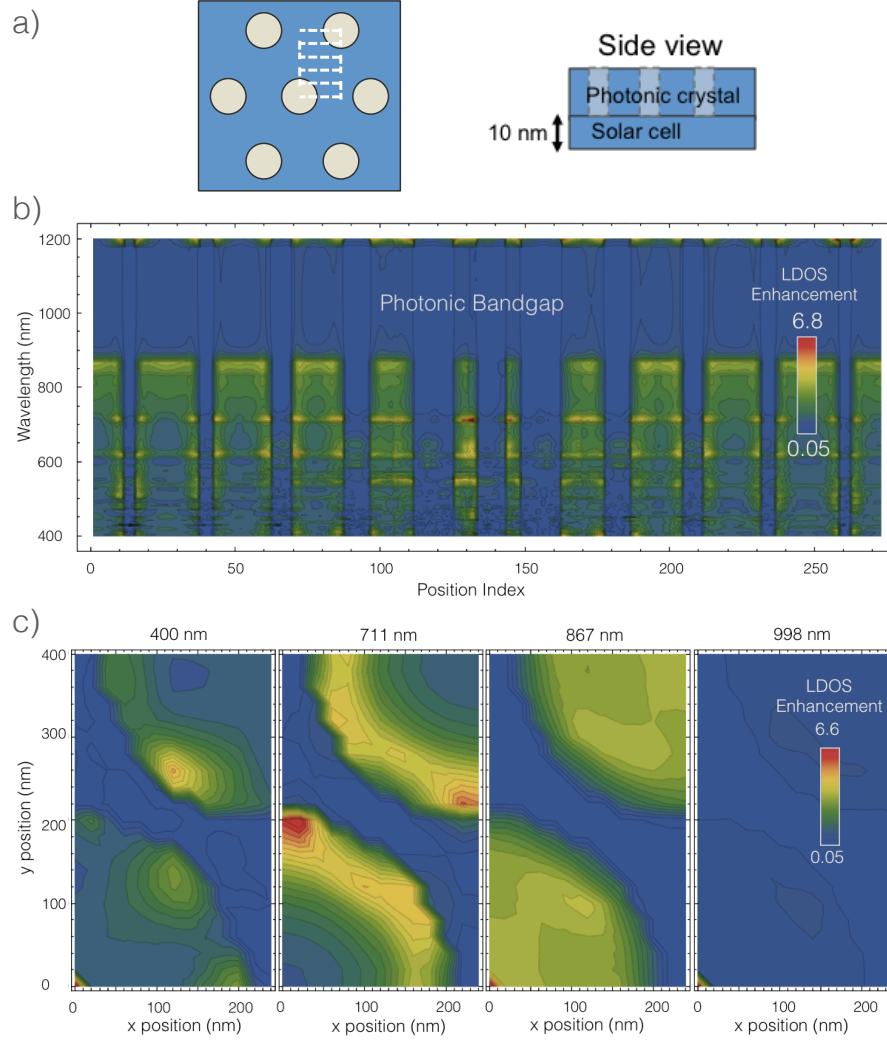 a)
Side view
Photonic crystal
10 nm
Solar cell
b)
1200
1000
800
600
400
Wavelength (nm)
Photonic Bandgap
LDOS
Enhancement
6.8
0.05
0
50
100
150
200
250
Position Index
c)
400 nm
711 nm
867 nm
998 nm
400
300
200
100
0
y position (nm)
LDOS
Enhancement
6.6
0.05
0
100
200
0
100
200
0
100
200
0
100
200
x position (nm)
x position (nm)
x position (nm)
x position (nm)